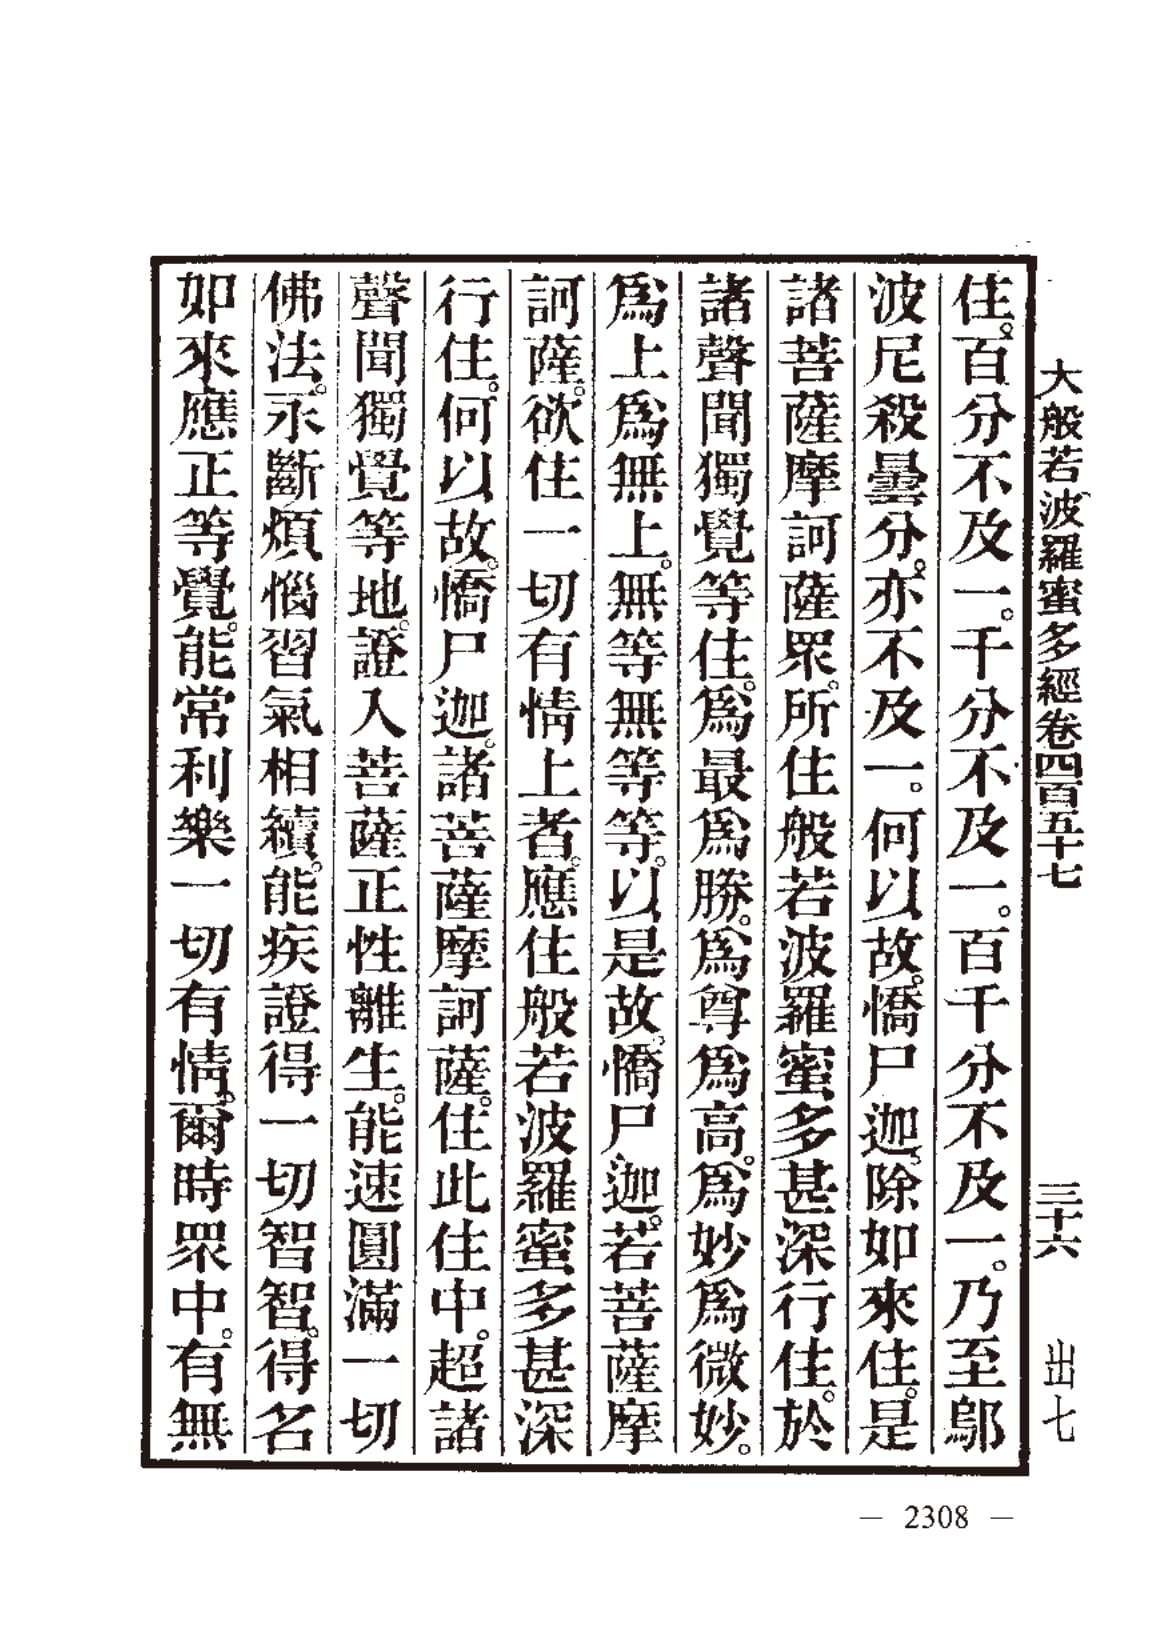 大般若波羅蜜多經卷四百五十七 三十六 出七
住。百分不及一。千分不及一。百千分不及一。乃至鄔
波尼殺曇分。亦不及一。何以故。憍尸迦。除如來住。是
諸菩薩摩訶薩眾。所住般若波羅蜜多甚深行住。於
諸聲聞獨覺等住。爲最爲勝。爲尊爲高。爲妙爲微妙。
爲上爲無上。無等無等等。以是故。憍尸迦。若菩薩摩
訶薩。欲住一切有情上者。應住般若波羅蜜多甚深
行住。何以故。憍尸迦。諸菩薩摩訶薩。住此住中。超諸
聲聞獨覺等地。證入菩薩正性離生。能速圓滿一切
佛法。永斷煩惱習氣相續。能疾證得一切智智。得名
如來應正等覺。能常利樂一切有情。爾時眾中。有無
— 2308 —